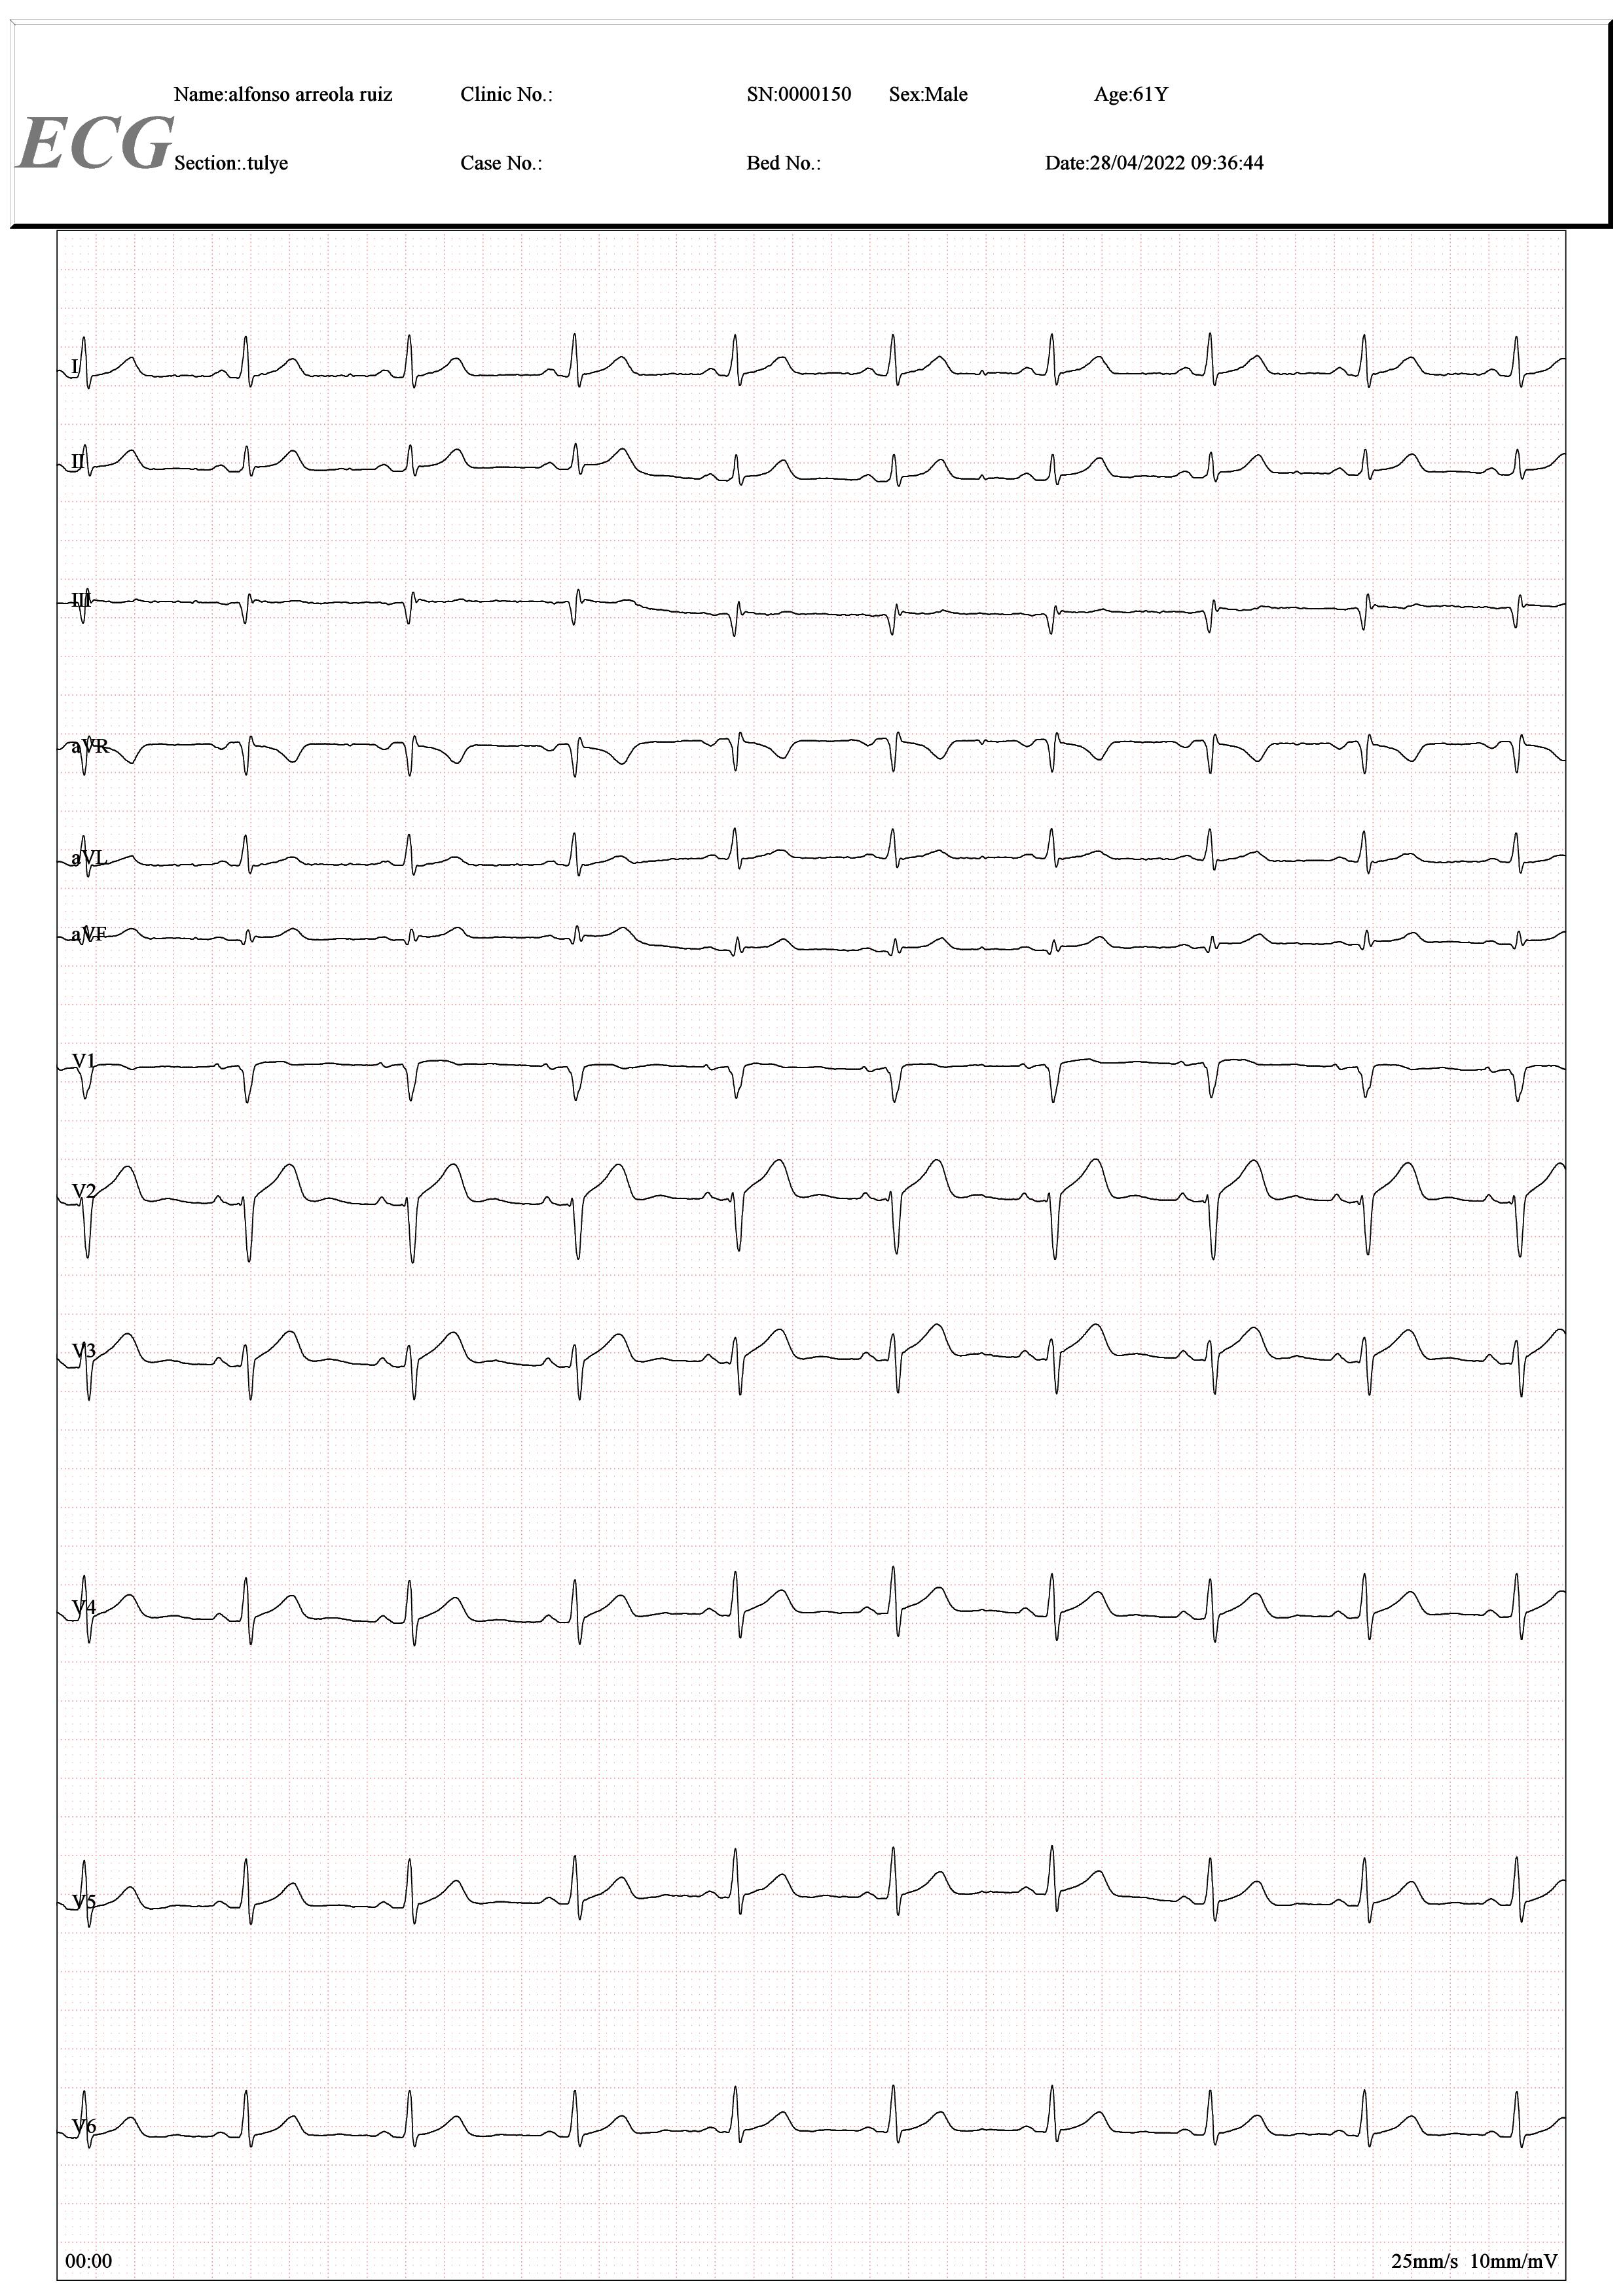 Name:alfonso arreola ruiz Clinic No.: SN:0000150 Sex:Male Age:61Y
ECG
Section:.tulye Case No.: Bed No.: Date:28/04/2022 09:36:44
I
II
III
aVR
aVL
aVF
V1
V2
V3
V4
V5
V6
00:00 25mm/s 10mm/mV